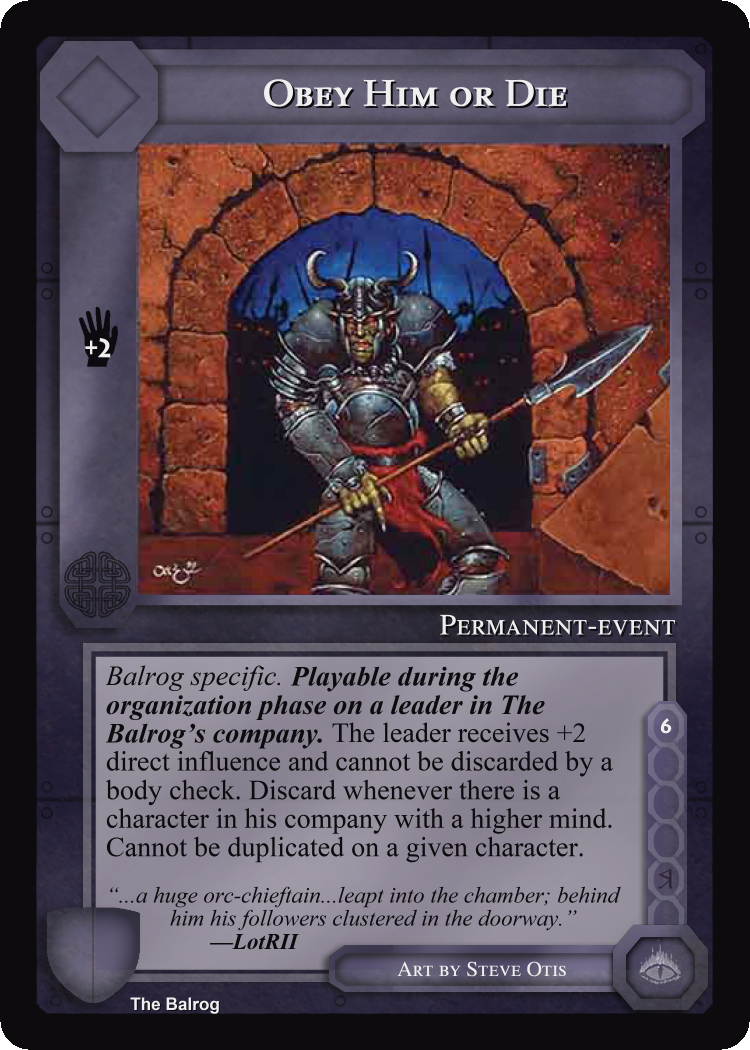 Obey Him or Die
+2
Permanent-event
Balrog specific. Playable during the
organization phase on a leader in The
Balrog's company. The leader receives +2
direct influence and cannot be discarded by a
body check. Discard whenever there is a
character in his company with a higher mind.
Cannot be duplicated on a given character.
6
“...a huge orc-chieftain...leapt into the chamber; behind
him his followers clustered in the doorway.”
—LotRII
Art by Steve Otis
The Balrog